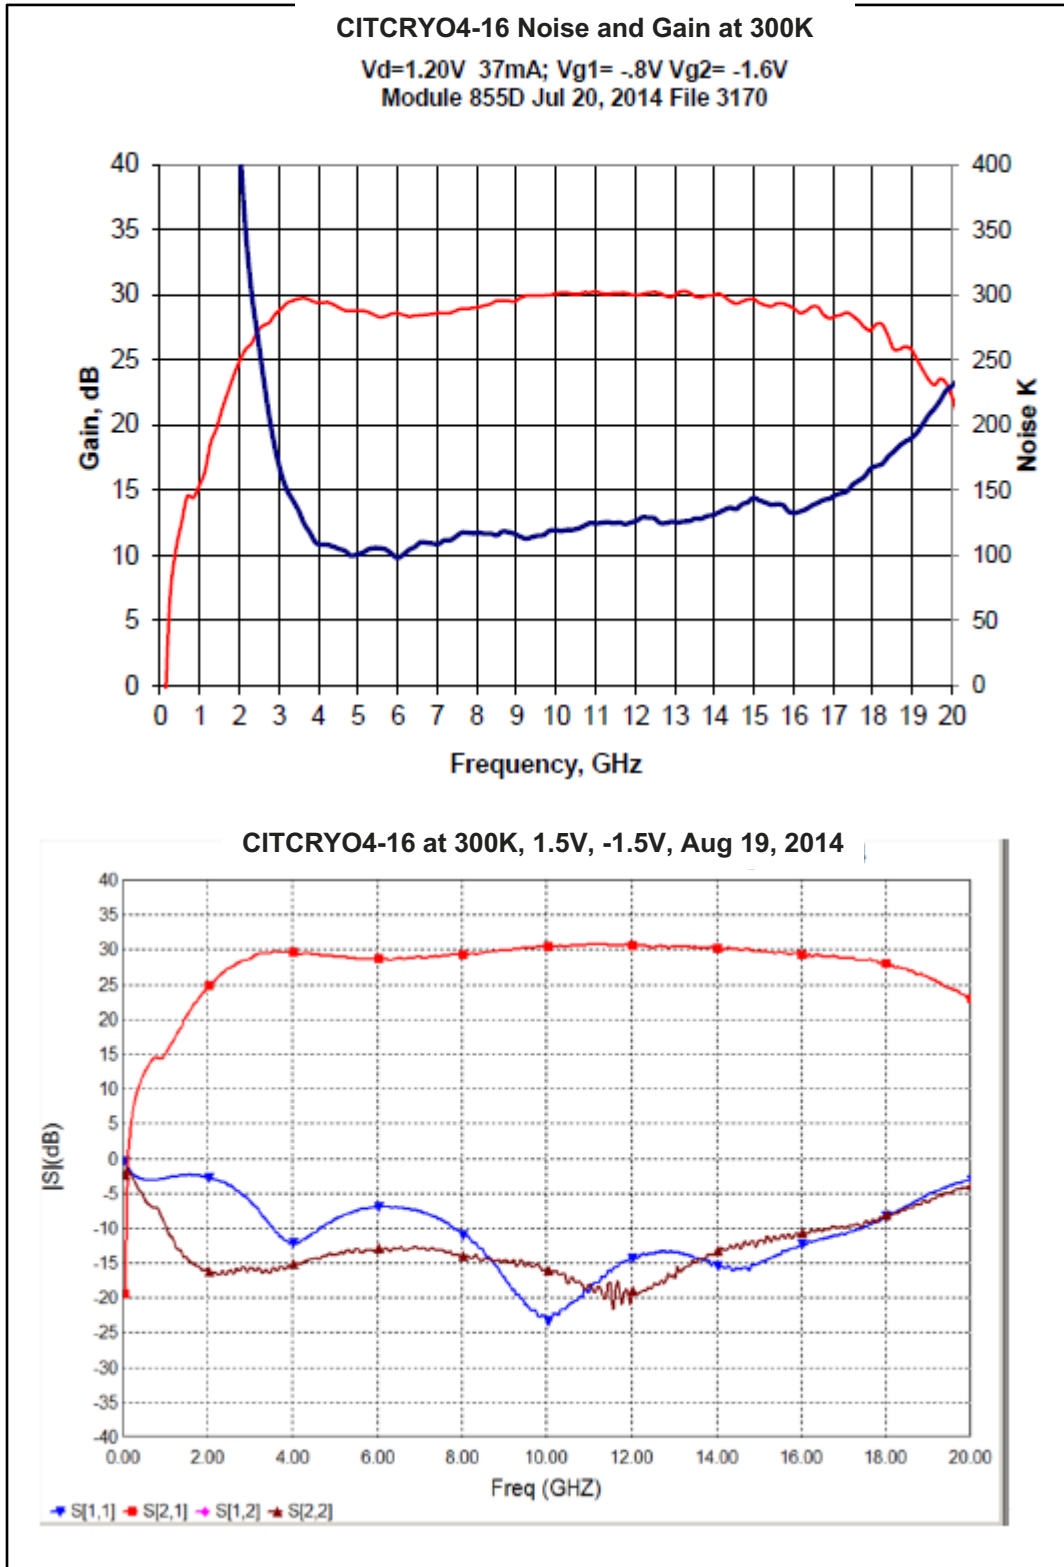 CITCRYO4-16 Noise and Gain at 300K
Vd=1.20V 37mA; Vg1= -.8V Vg2= -1.6V
Module 855D Jul 20, 2014 File 3170
40
35
30
25
20
15
10
5
0
Gain, dB
400
350
300
250
200
150
100
50
0
Noise K
0 1 2 3 4 5 6 7 8 9 10 11 12 13 14 15 16 17 18 19 20
Frequency, GHz
CITCRYO4-16 at 300K, 1.5V, -1.5V, Aug 19, 2014
40
35
30
25
20
15
10
5
0
-5
-10
-15
-20
-25
-30
-35
-40
|S|(dB)
0.00 2.00 4.00 6.00 8.00 10.00 12.00 14.00 16.00 18.00 20.00
Freq (GHZ)
S[1,1] S[2,1] S[1,2] S[2,2]